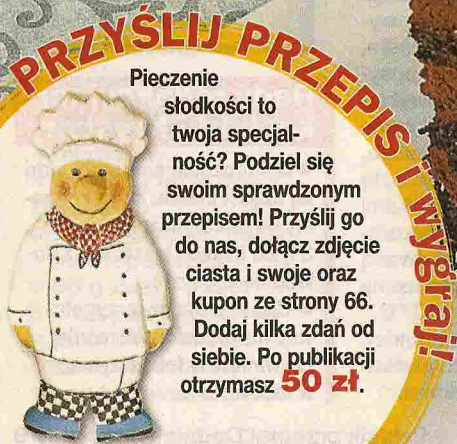 PRZYŚLIJ PRZEPIS i wygraj!
Pieczenie
słodkości to
twoja specjal-
ność? Podziel się
swoim sprawdzonym
przepisem! Przyślij go
do nas, dołącz zdjęcie
ciasta i swoje oraz
kupon ze strony 66.
Dodaj kilka zdań od
siebie. Po publikacji
otrzymasz 50 zł.